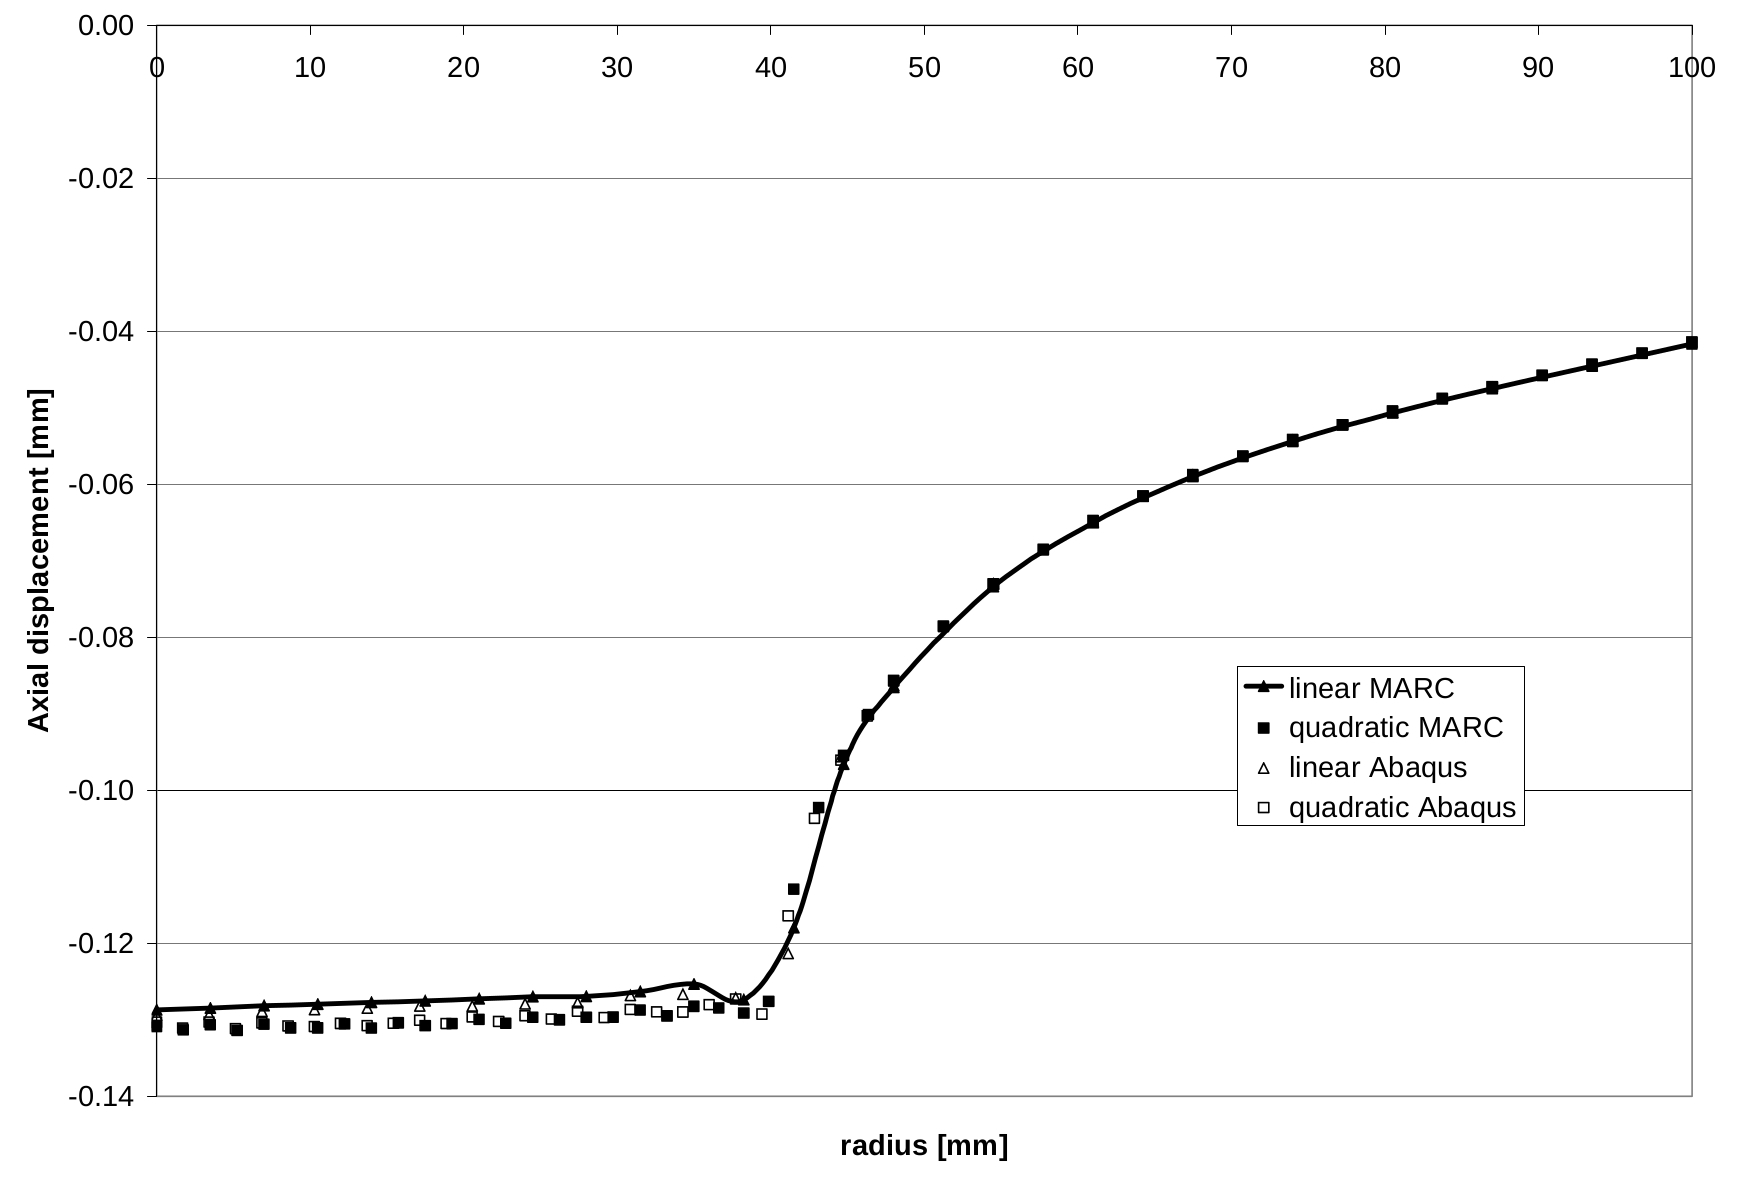 0.00
0 10 20 30 40 50 60 70 80 90 100
-0.02
-0.04
-0.06
-0.08
-0.10
-0.12
-0.14
Axial displacement [mm]
linear MARC
quadratic MARC
linear Abaqus
quadratic Abaqus
radius [mm]